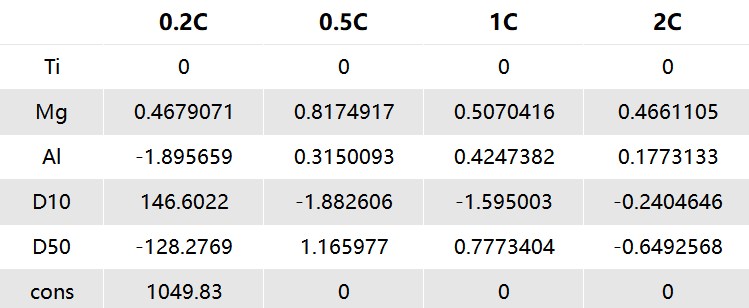 0.2C 0.5C 1C 2C
Ti 0 0 0 0
Mg 0.4679071 0.8174917 0.5070416 0.4661105
Al -1.895659 0.3150093 0.4247382 0.1773133
D10 146.6022 -1.882606 -1.595003 -0.2404646
D50 -128.2769 1.165977 0.7773404 -0.6492568
cons 1049.83 0 0 0